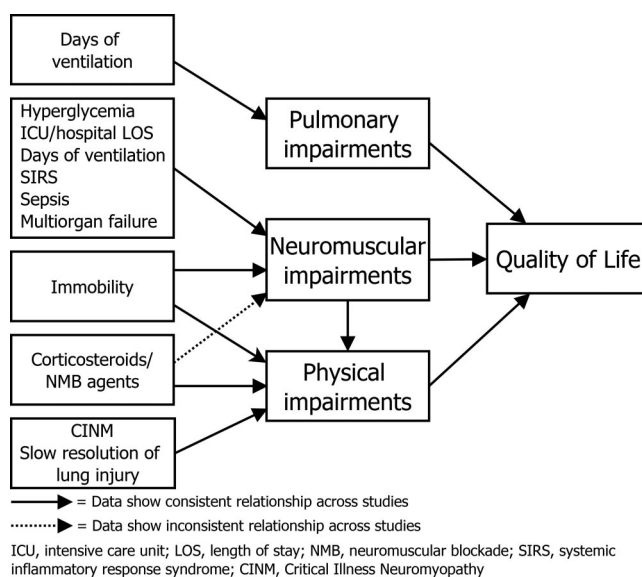 Days of
ventilation
Hyperglycemia
ICU/hospital LOS
Days of ventilation
SIRS
Sepsis
Multiorgan failure
Immobility
Corticosteroids/
NMB agents
CINM
Slow resolution of
lung injury
Pulmonary
impairments
Neuromuscular
impairments
Physical
impairments
Quality of Life
= Data show consistent relationship across studies
= Data show inconsistent relationship across studies
ICU, intensive care unit; LOS, length of stay; NMB, neuromuscular blockade; SIRS, systemic
inflammatory response syndrome; CINM, Critical Illness Neuromyopathy